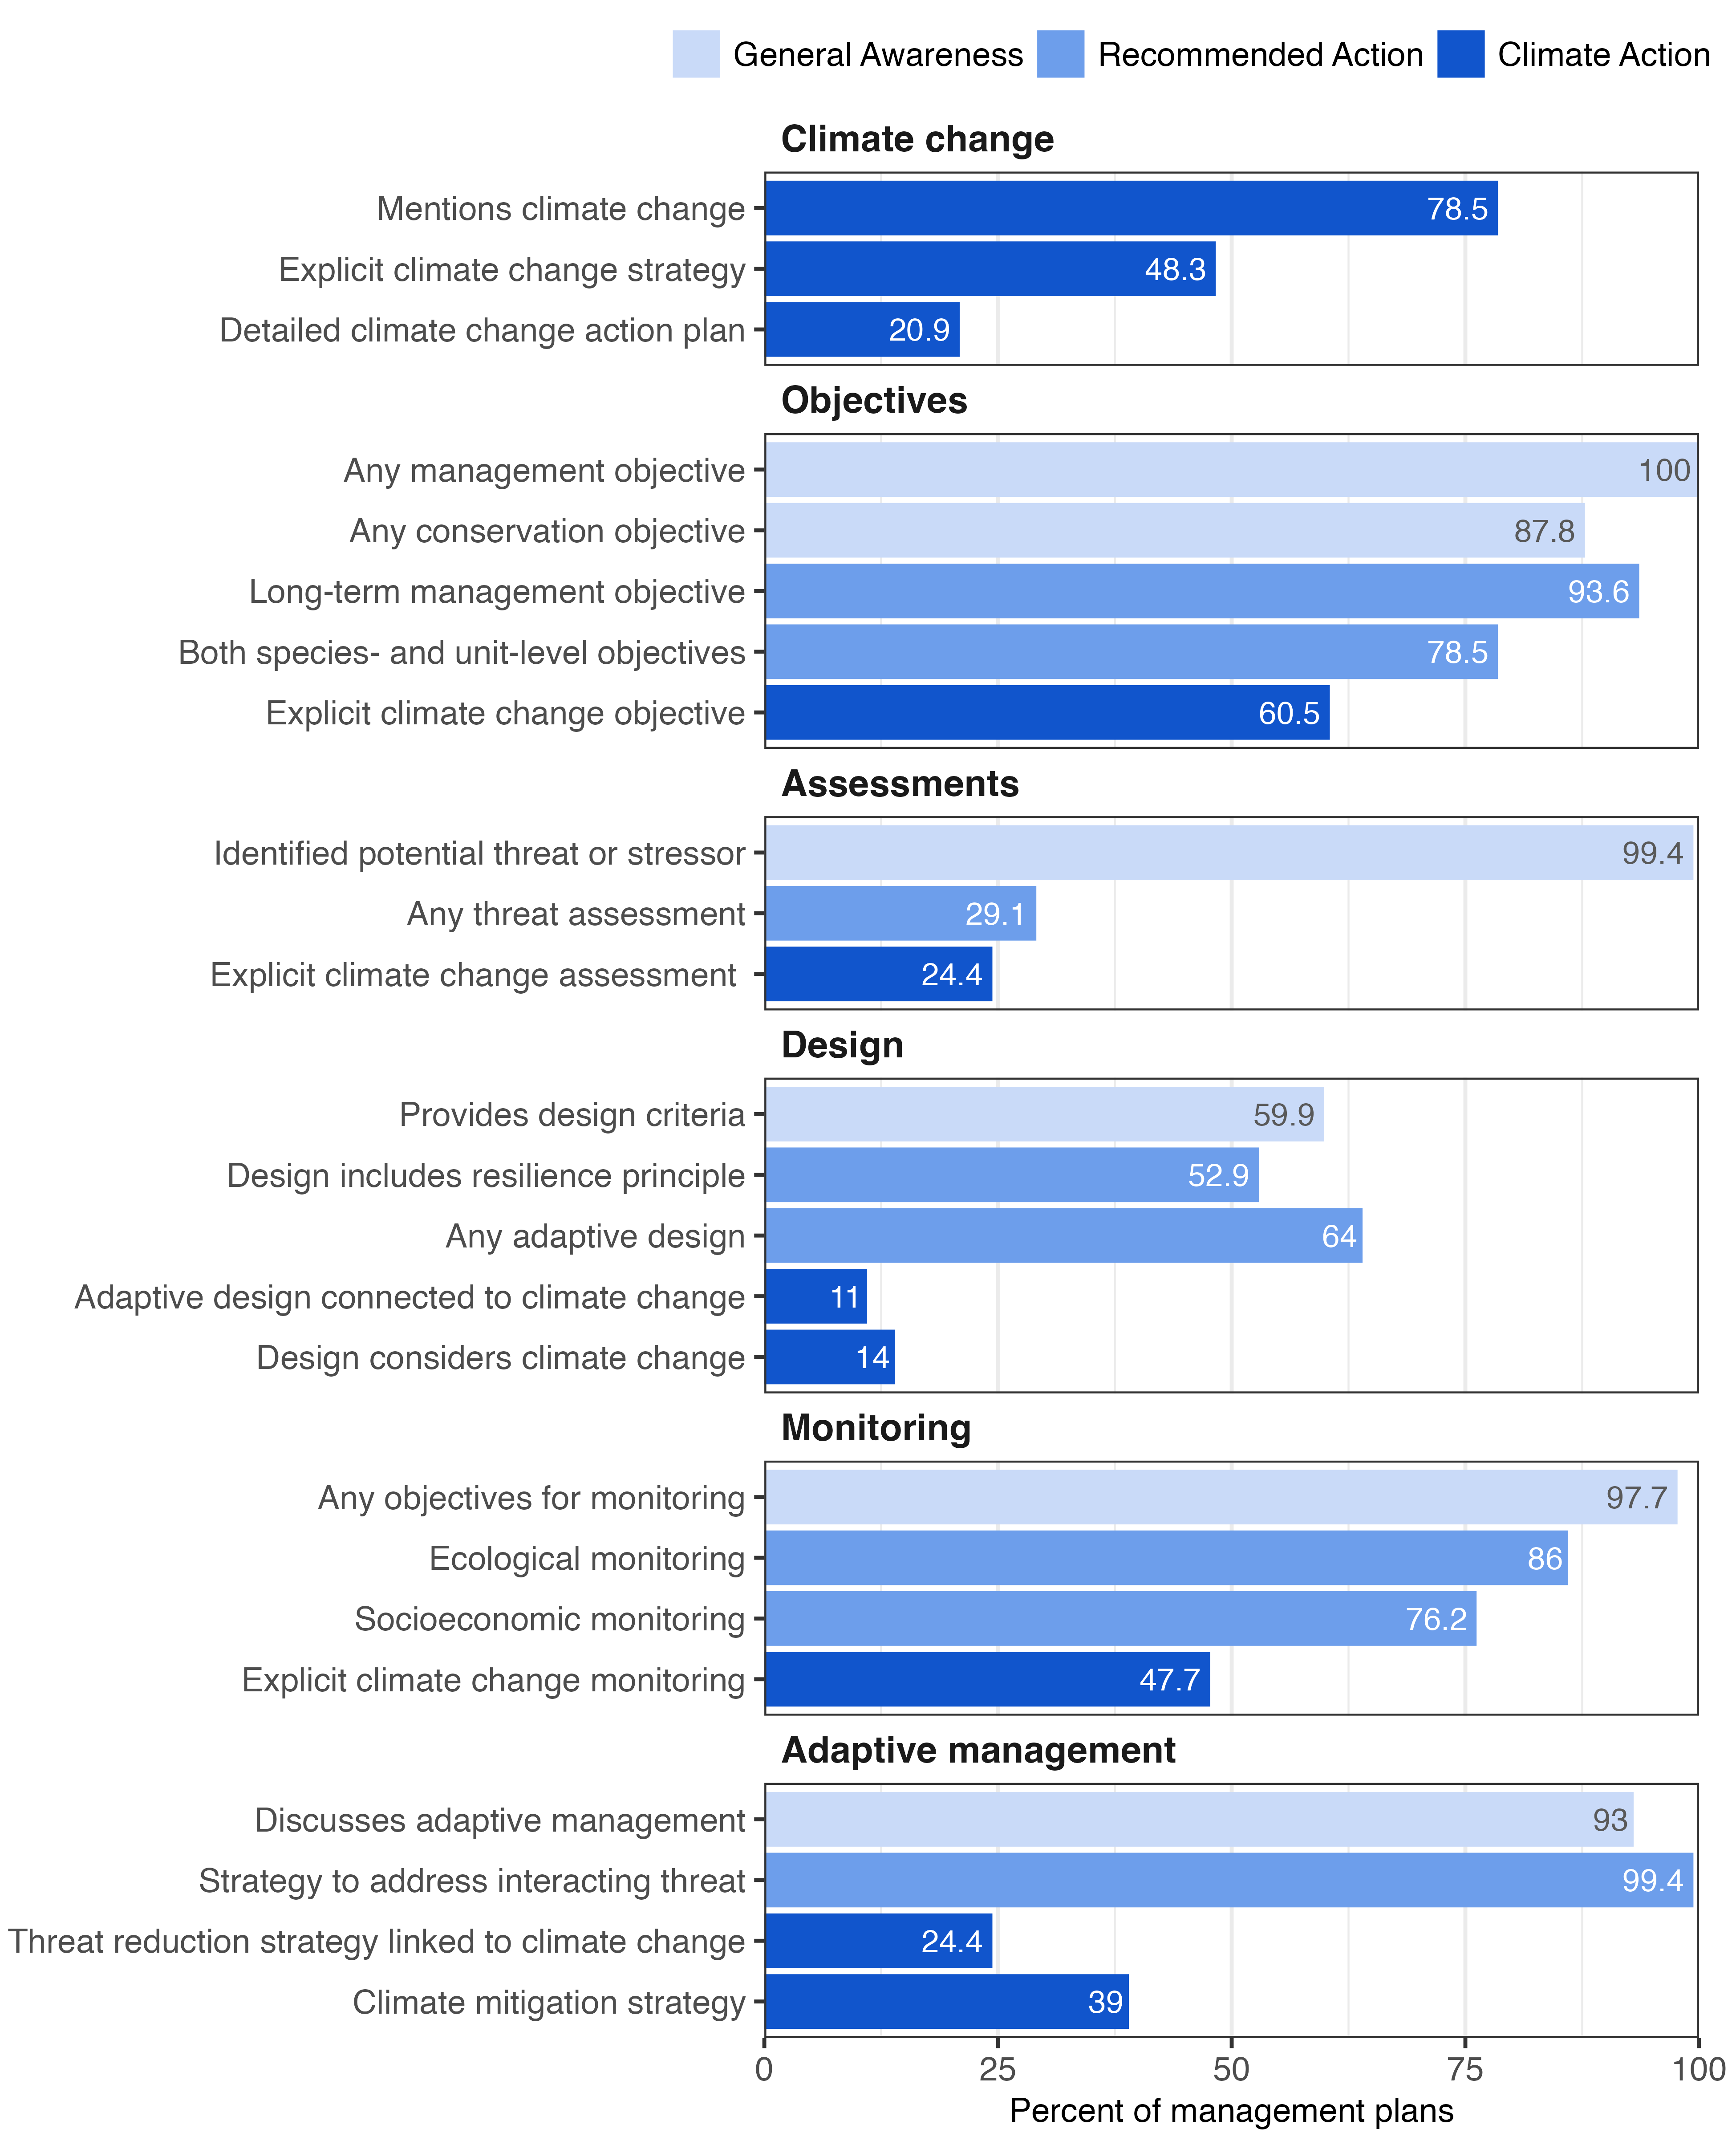 General Awareness Recommended Action Climate Action
Climate change
Mentions climate change 78.5
Explicit climate change strategy 48.3
Detailed climate change action plan 20.9
Objectives
Any management objective 100
Any conservation objective 87.8
Long-term management objective 93.6
Both species- and unit-level objectives 78.5
Explicit climate change objective 60.5
Assessments
Identified potential threat or stressor 99.4
Any threat assessment 29.1
Explicit climate change assessment 24.4
Design
Provides design criteria 59.9
Design includes resilience principle 52.9
Any adaptive design 64
Adaptive design connected to climate change 11
Design considers climate change 14
Monitoring
Any objectives for monitoring 97.7
Ecological monitoring 86
Socioeconomic monitoring 76.2
Explicit climate change monitoring 47.7
Adaptive management
Discusses adaptive management 93
Strategy to address interacting threat 99.4
Threat reduction strategy linked to climate change 24.4
Climate mitigation strategy 39
0 25 50 75 100
Percent of management plans